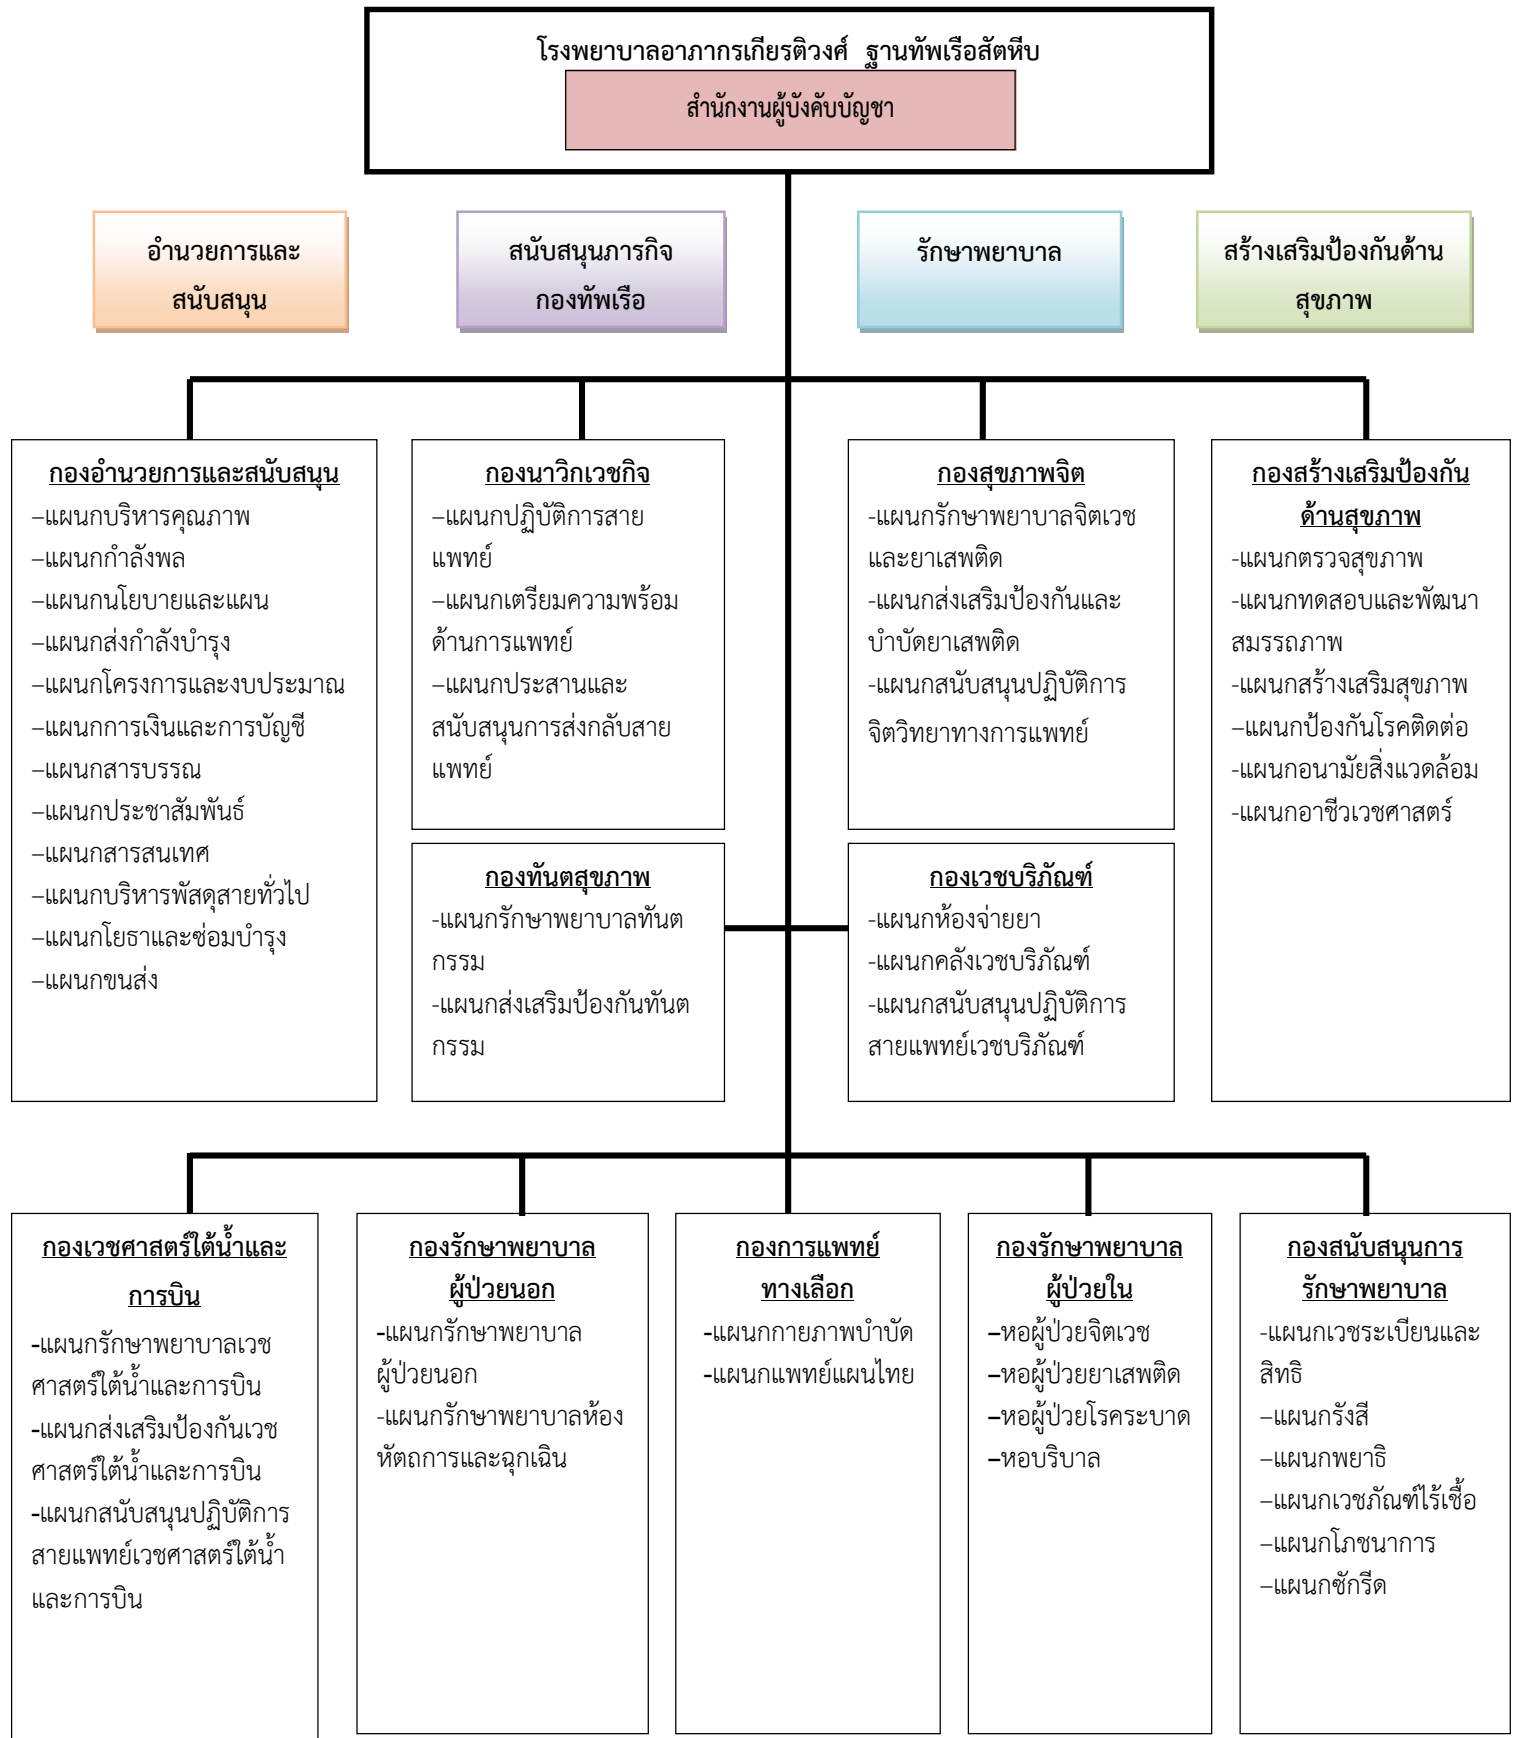 โรงพยาบาลอาภากรเกียรติวงศ์ ฐานทัพเรือสัตหีบ
สำนักงานผู้บังคับบัญชา
อำนวยการและ
สนับสนุน
สนับสนุนภารกิจ
กองทัพเรือ
รักษาพยาบาล
สร้างเสริมป้องกันด้าน
สุขภาพ
กองอำนวยการและสนับสนุน
–แผนกบริหารคุณภาพ
–แผนกกำลังพล
–แผนกนโยบายและแผน
–แผนกส่งกำลังบำรุง
–แผนกโครงการและงบประมาณ
–แผนกการเงินและการบัญชี
–แผนกสารบรรณ
–แผนกประชาสัมพันธ์
–แผนกสารสนเทศ
–แผนกบริหารพัสดุสายทั่วไป
–แผนกโยธาและซ่อมบำรุง
–แผนกขนส่ง
กองนาวิกเวชกิจ
–แผนกปฏิบัติการสาย
แพทย์
–แผนกเตรียมความพร้อม
ด้านการแพทย์
–แผนกประสานและ
สนับสนุนการส่งกลับสาย
แพทย์
กองสุขภาพจิต
-แผนกรักษาพยาบาลจิตเวช
และยาเสพติด
-แผนกส่งเสริมป้องกันและ
บำบัดยาเสพติด
-แผนกสนับสนุนปฏิบัติการ
จิตวิทยาทางการแพทย์
กองสร้างเสริมป้องกัน
ด้านสุขภาพ
-แผนกตรวจสุขภาพ
-แผนกทดสอบและพัฒนา
สมรรถภาพ
-แผนกสร้างเสริมสุขภาพ
–แผนกป้องกันโรคติดต่อ
-แผนกอนามัยสิ่งแวดล้อม
-แผนกอาชีวเวชศาสตร์
กองทันตสุขภาพ
-แผนกรักษาพยาบาลทันต
กรรม
-แผนกส่งเสริมป้องกันทันต
กรรม
กองเวชบริภัณฑ์
-แผนกห้องจ่ายยา
-แผนกคลังเวชบริภัณฑ์
-แผนกสนับสนุนปฏิบัติการ
สายแพทย์เวชบริภัณฑ์
กองเวชศาสตร์ใต้น้ำและ
การบิน
-แผนกรักษาพยาบาลเวช
ศาสตร์ใต้น้ำและการบิน
-แผนกส่งเสริมป้องกันเวช
ศาสตร์ใต้น้ำและการบิน
-แผนกสนับสนุนปฏิบัติการ
สายแพทย์เวชศาสตร์ใต้น้ำ
และการบิน
กองรักษาพยาบาล
ผู้ป่วยนอก
-แผนกรักษาพยาบาล
ผู้ป่วยนอก
-แผนกรักษาพยาบาลห้อง
หัตถการและฉุกเฉิน
กองการแพทย์
ทางเลือก
-แผนกกายภาพบำบัด
-แผนกแพทย์แผนไทย
กองรักษาพยาบาล
ผู้ป่วยใน
–หอผู้ป่วยจิตเวช
–หอผู้ป่วยยาเสพติด
–หอผู้ป่วยโรคระบาด
–หอบริบาล
กองสนับสนุนการ
รักษาพยาบาล
-แผนกเวชระเบียนและ
สิทธิ
–แผนกรังสี
–แผนกพยาธิ
–แผนกเวชภัณฑ์ไร้เชื้อ
–แผนกโภชนาการ
–แผนกซักรีด